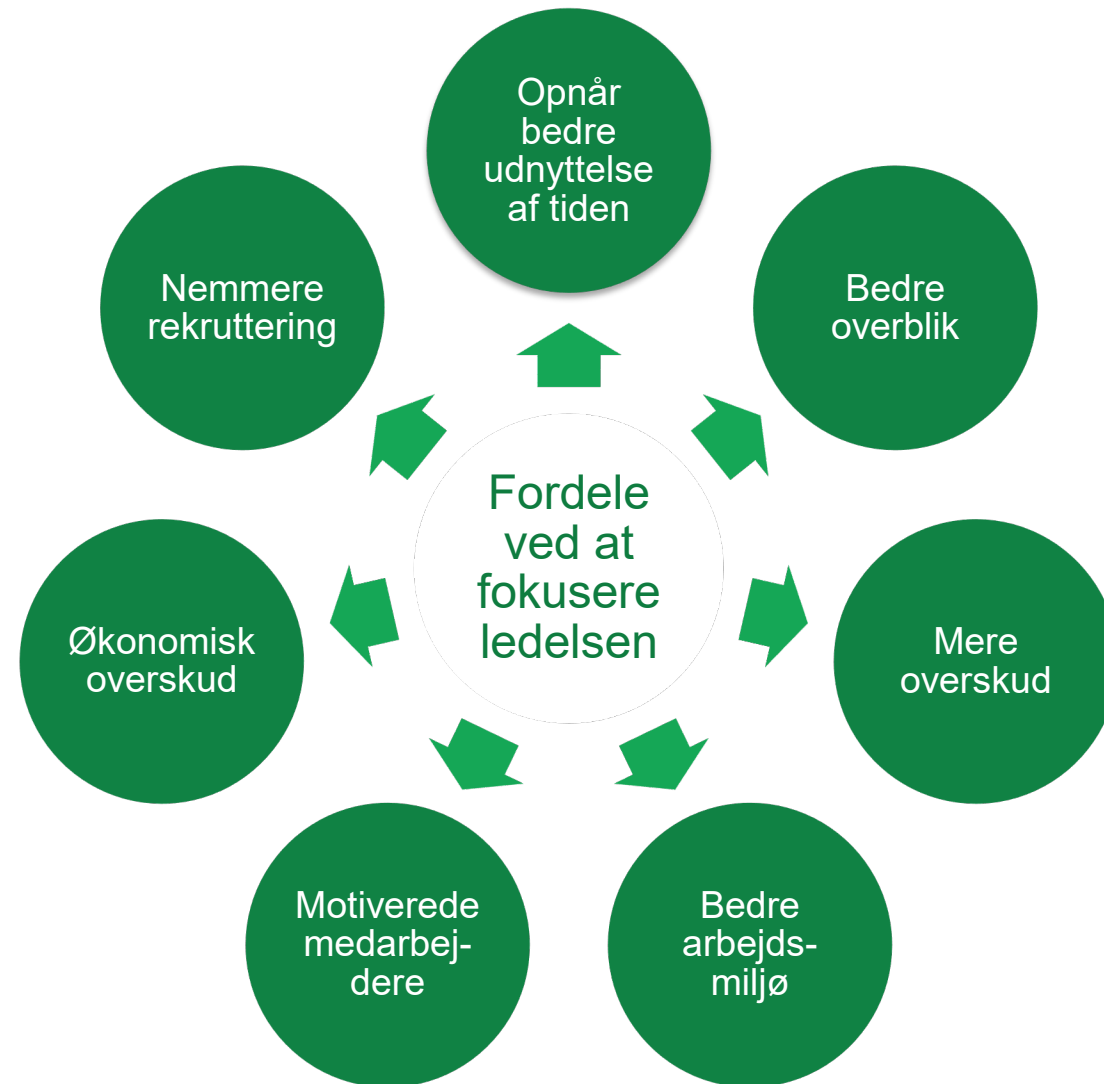 Opnår
bedre
udnyttelse
af tiden
Nemmere
rekruttering
Bedre
overblik
Fordele
ved at
fokusere
ledelsen
Økonomisk
overskud
Mere
overskud
Motiverede
medarbej-
dere
Bedre
arbejds-
miljø